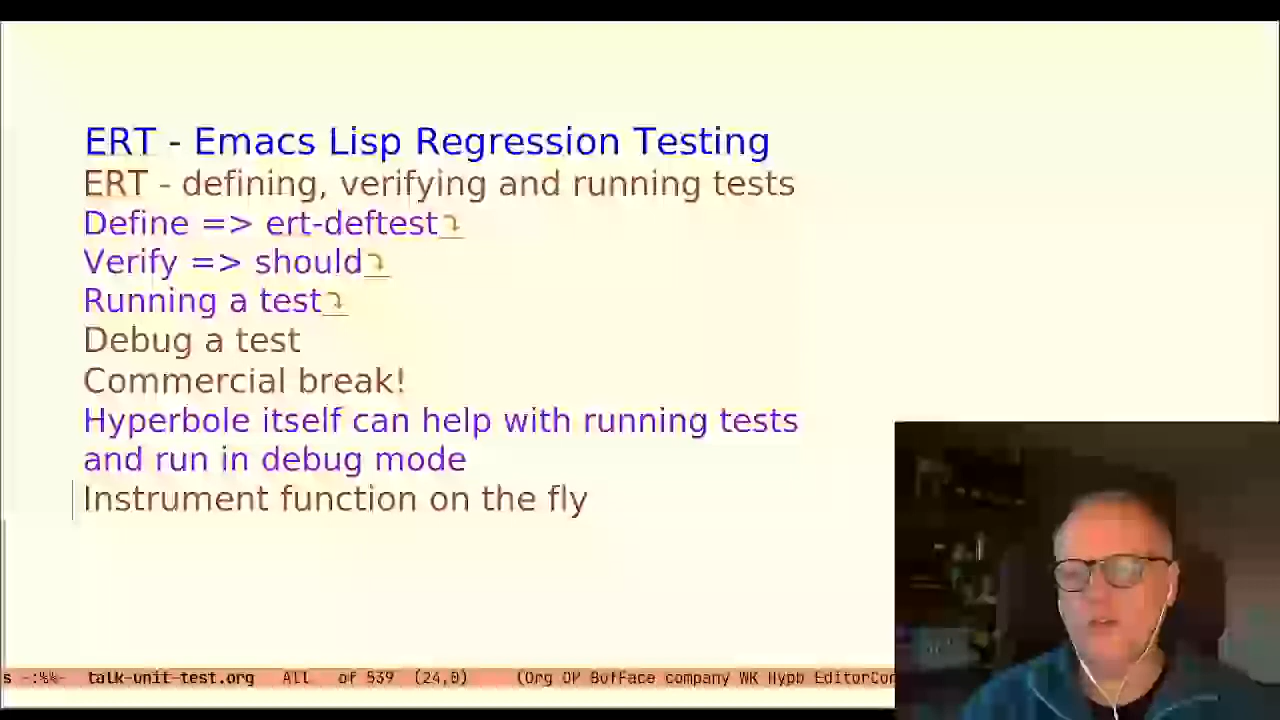 ERT - Emacs Lisp Regression Testing
ERT - defining, verifying and running tests
Define => ert-deftest⤵
Verify => should⤵
Running a test⤵
Debug a test
Commercial break!
Hyperbole itself can help with running tests
and run in debug mode
Instrument function on the fly
s -:%%- talk-unit-test.org All of 539 (24,0) (Org OP BufFace company WK Hypb EditorCon